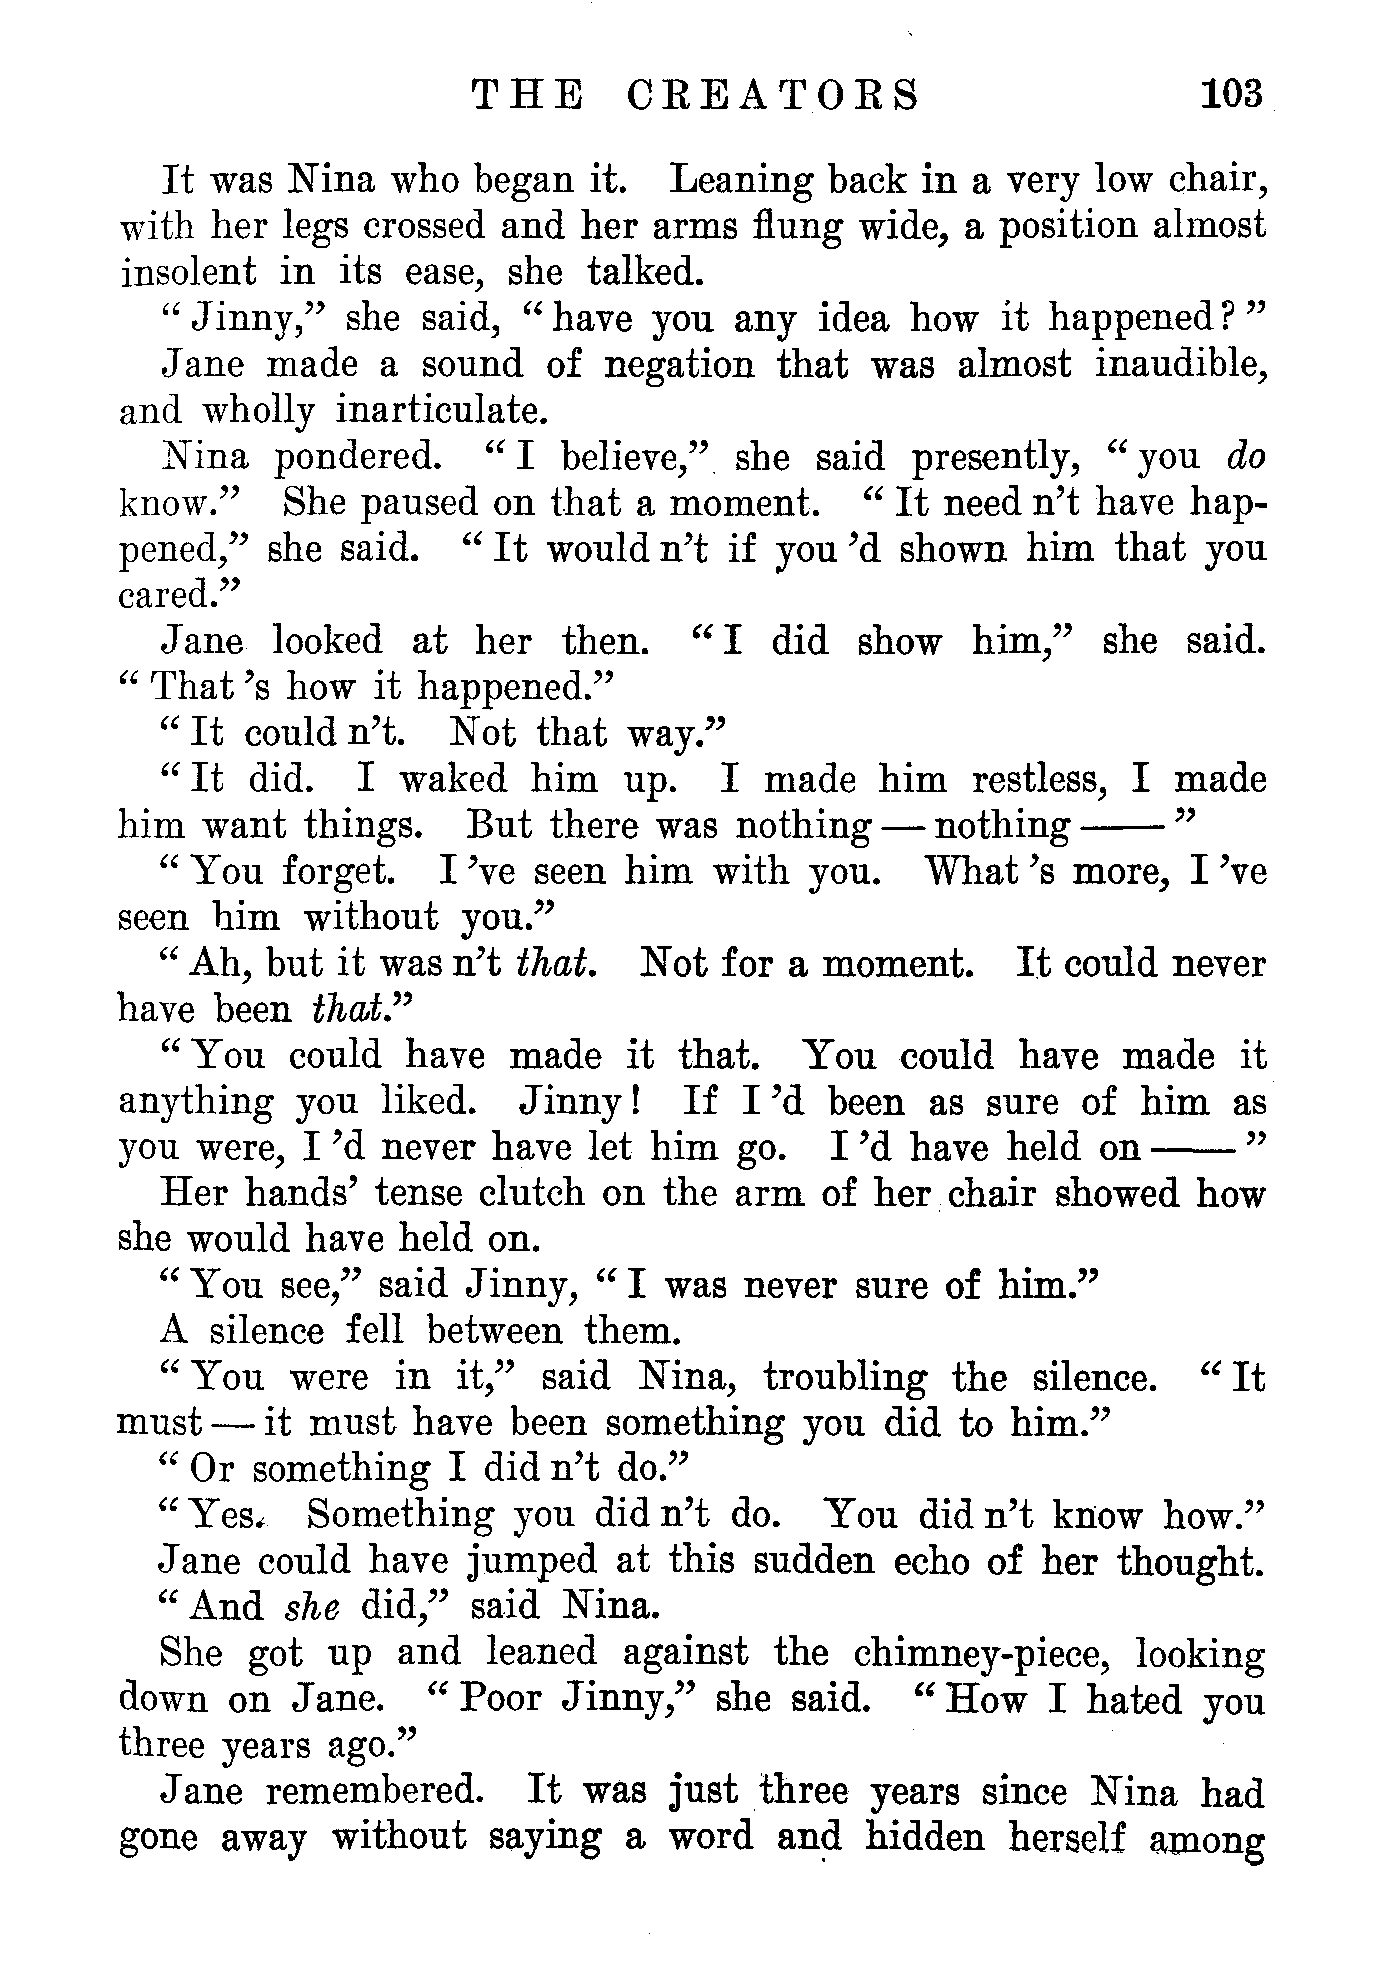 THE CREATORS 103
It was Nina who began it. Leaning back in a very low chair,
with her legs crossed and her arms flung wide, a position almost
insolent in its ease, she talked.
“Jinny,” she said, “have you any idea how it happened?”
Jane made a sound of negation that was almost inaudible,
and wholly inarticulate.
Nina pondered. “I believe,” she said presently, “you do
know.” She paused on that a moment. “It need n’t have hap-
pened,” she said. “It would n’t if you ’d shown him that you
cared.”
Jane looked at her then. “I did show him,” she said.
“That ’s how it happened.”
“It could n’t. Not that way.”
“It did. I waked him up. I made him restless, I made
him want things. But there was nothing — nothing ——”
“You forget. I ’ve seen him with you. What ’s more, I ’ve
seen him without you.”
“Ah, but it was n’t that. Not for a moment. It could never
have been that.”
“You could have made it that. You could have made it
anything you liked. Jinny! If I ’d been as sure of him as
you were, I ’d never have let him go. I ’d have held on ——”
Her hands’ tense clutch on the arm of her chair showed how
she would have held on.
“You see,” said Jinny, “I was never sure of him.”
A silence fell between them.
“You were in it,” said Nina, troubling the silence. “It
must — it must have been something you did to him.”
“Or something I did n’t do.”
“Yes. Something you did n’t do. You did n’t know how.”
Jane could have jumped at this sudden echo of her thought.
“And she did,” said Nina.
She got up and leaned against the chimney-piece, looking
down on Jane. “Poor Jinny,” she said. “How I hated you
three years ago.”
Jane remembered. It was just three years since Nina had
gone away without saying a word and hidden herself among